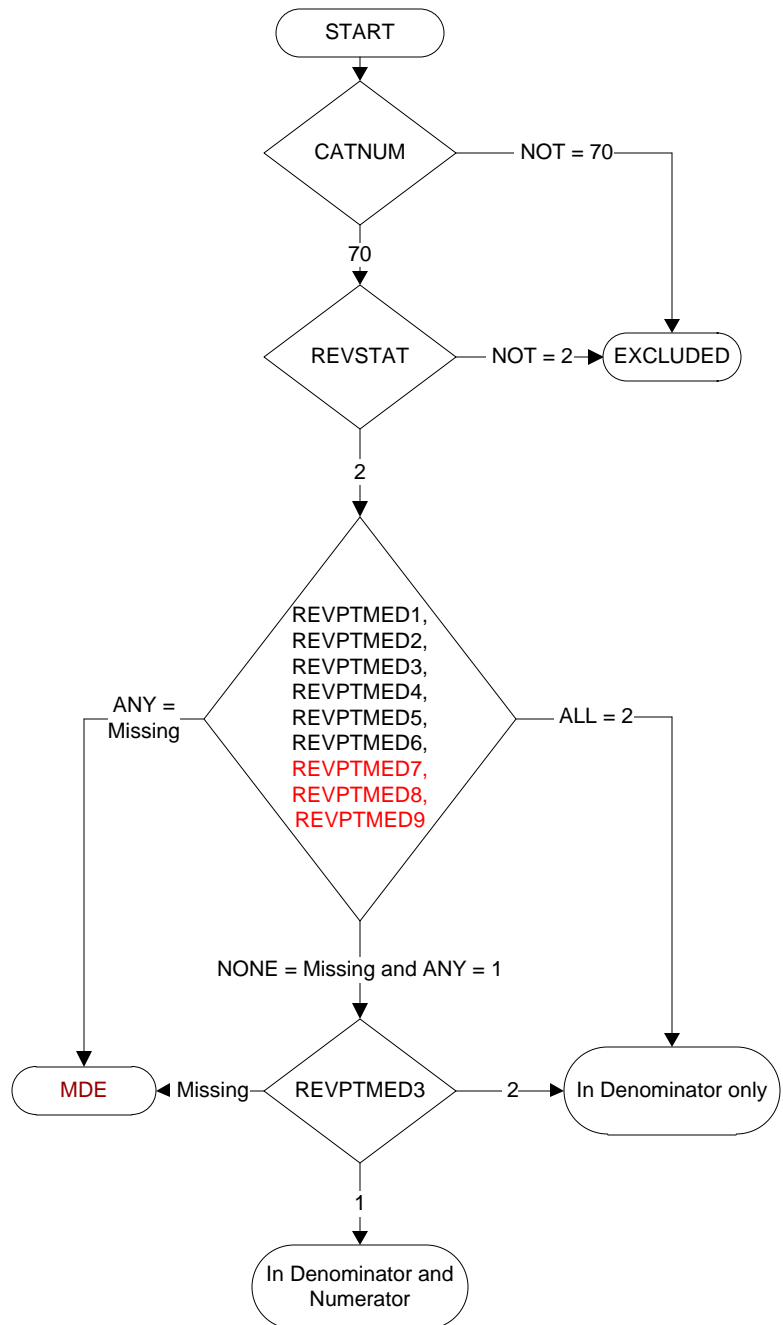 START
CATNUM
NOT = 70
70
REVSTAT
NOT = 2
EXCLUDED
2
REVPTMED1,
REVPTMED2,
REVPTMED3,
REVPTMED4,
REVPTMED5,
REVPTMED6,
REVPTMED7,
REVPTMED8,
REVPTMED9
ANY =
Missing
ALL = 2
NONE = Missing and ANY = 1
MDE
Missing
REVPTMED3
2
In Denominator only
1
In Denominator and
Numerator